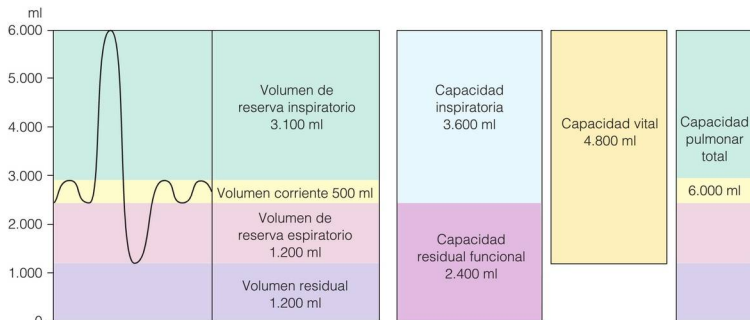 ml
6.000
5.000
4.000
3.000
2.000
1.000
0
Volumen de
reserva inspiratorio
3.100 ml
Volumen corriente 500 ml
Volumen de
reserva espiratorio
1.200 ml
Volumen residual
1.200 ml
Capacidad
inspiratoria
3.600 ml
Capacidad
residual funcional
2.400 ml
Capacidad vital
4.800 ml
Capacidad
pulmonar
total
6.000 ml